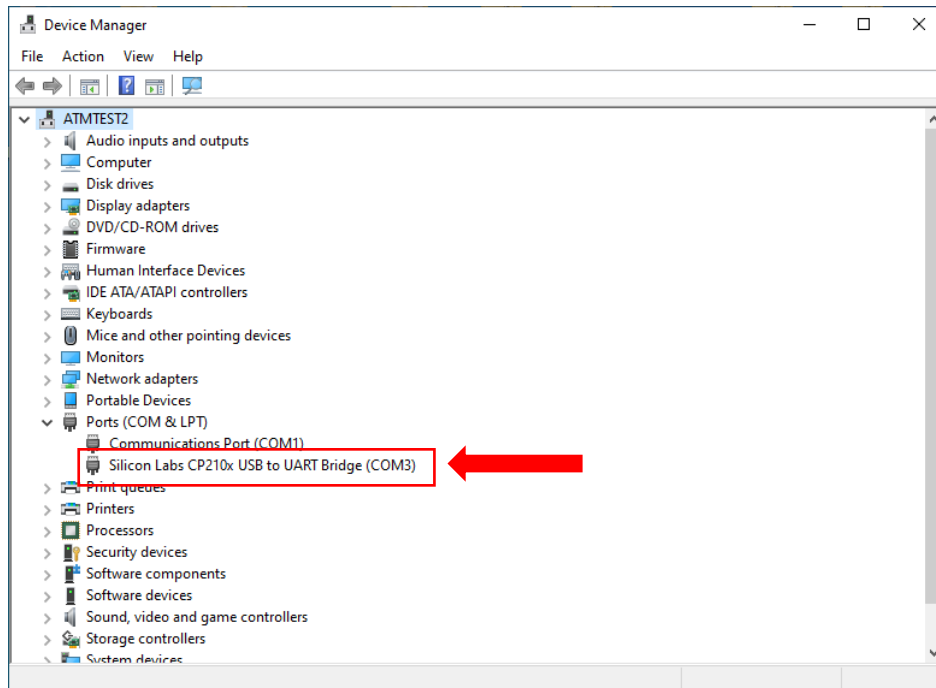 Device Manager
File Action View Help
ATMTEST2
Audio inputs and outputs
Computer
Disk drives
Display adapters
DVD/CD-ROM drives
Firmware
Human Interface Devices
IDE ATA/ATAPI controllers
Keyboards
Mice and other pointing devices
Monitors
Network adapters
Portable Devices
Ports (COM & LPT)
Communications Port (COM1)
Silicon Labs CP210x USB to UART Bridge (COM3)
Print queues
Printers
Processors
Security devices
Software components
Software devices
Sound, video and game controllers
Storage controllers
System devices